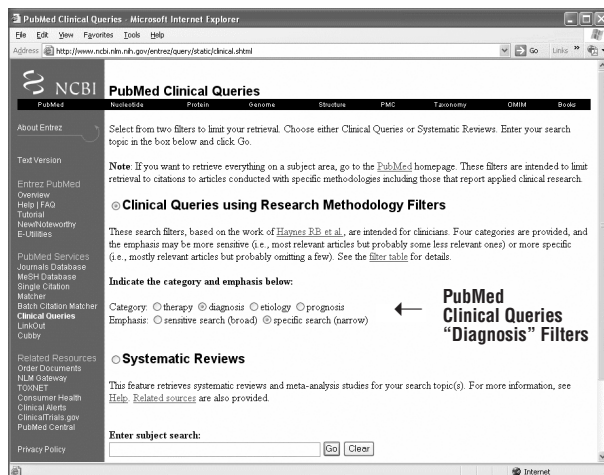 PubMed Clinical Queries - Microsoft Internet Explorer
File Edit View Favorites Tools Help
Address http://www.ncbi.nlm.nih.gov/entrez/query/static/clinical.shtml Go Links »
NCBI
PubMed Clinical Queries
PubMed Nucleotide Protein Genome Structure PMC Taxonomy OMIM Books
About Entrez
Text Version
Entrez PubMed
Overview
Help | FAQ
Tutorial
New/Noteworthy
E-Utilities
PubMed Services
Journals Database
MeSH Database
Single Citation
Matcher
Batch Citation Matcher
Clinical Queries
LinkOut
Cubby
Related Resources
Order Documents
NLM Gateway
TOXNET
Consumer Health
Clinical Alerts
ClinicalTrials.gov
PubMed Central
Privacy Policy
Select from two filters to limit your retrieval. Choose either Clinical Queries or Systematic Reviews. Enter your search
topic in the box below and click Go.
Note: If you want to retrieve everything on a subject area, go to the PubMed homepage. These filters are intended to limit
retrieval to citations to articles conducted with specific methodologies including those that report applied clinical research.
Clinical Queries using Research Methodology Filters
These search filters, based on the work of Haynes RB et al., are intended for clinicians. Four categories are provided, and
the emphasis may be more sensitive (i.e., most relevant articles but probably some less relevant ones) or more specific
(i.e., mostly relevant articles but probably omitting a few). See the filter table for details.
Indicate the category and emphasis below:
Category: therapy diagnosis etiology prognosis
Emphasis: sensitive search (broad) specific search (narrow)
PubMed
Clinical Queries
“Diagnosis” Filters
Systematic Reviews
This feature retrieves systematic reviews and meta-analysis studies for your search topic(s). For more information, see
Help. Related sources are also provided.
Enter subject search:
Go Clear
Internet